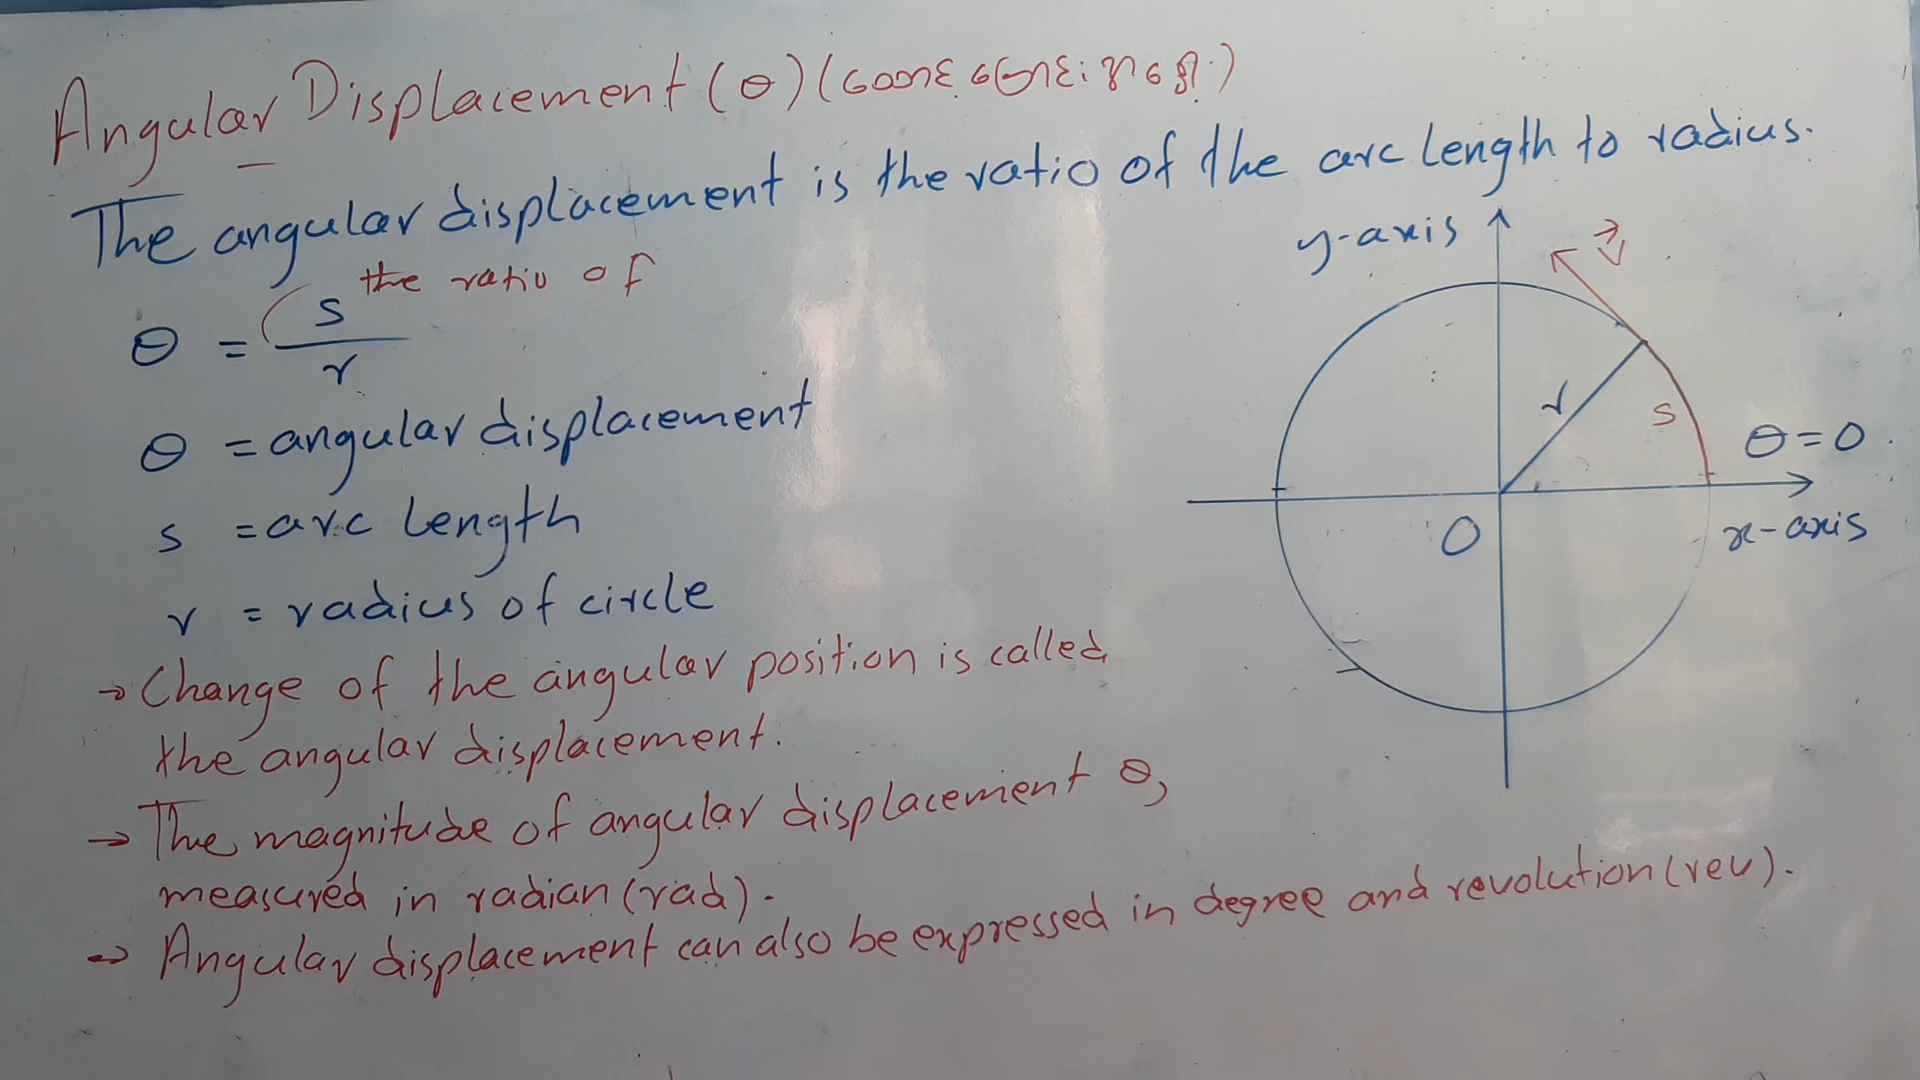 Angular Displacement (θ) (
The angular displacement is the ratio of the arc length to radius.
the ratio of
θ = s/r
θ = angular displacement
s = arc length
r = radius of circle
→ Change of the angular position is called
the angular displacement.
→ The magnitude of angular displacement θ,
measured in radian (rad).
→ Angular displacement can also be expressed in degree and revolution (rev).
y-axis
v⃗
r
s
θ = 0
O
x-axis